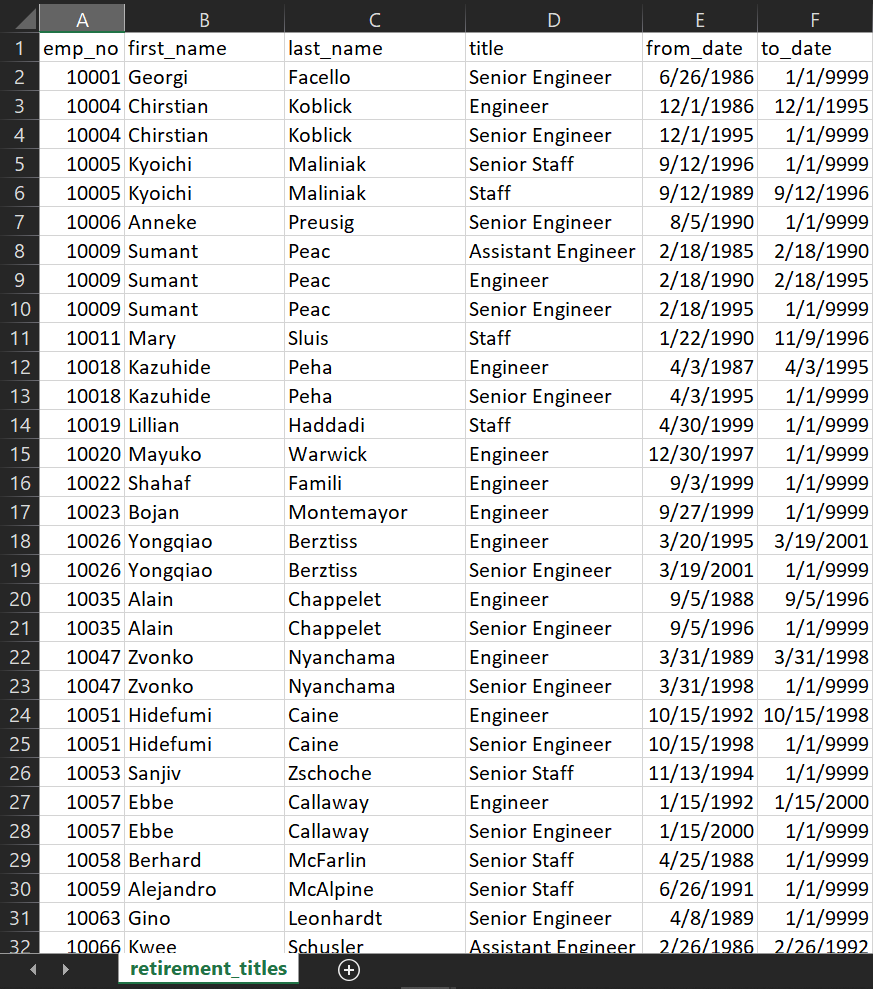 A B C D E F
1 emp_no first_name last_name title from_date to_date
2 10001 Georgi Facello Senior Engineer 6/26/1986 1/1/9999
3 10004 Chirstian Koblick Engineer 12/1/1986 12/1/1995
4 10004 Chirstian Koblick Senior Engineer 12/1/1995 1/1/9999
5 10005 Kyoichi Maliniak Senior Staff 9/12/1996 1/1/9999
6 10005 Kyoichi Maliniak Staff 9/12/1989 9/12/1996
7 10006 Anneke Preusig Senior Engineer 8/5/1990 1/1/9999
8 10009 Sumant Peac Assistant Engineer 2/18/1985 2/18/1990
9 10009 Sumant Peac Engineer 2/18/1990 2/18/1995
10 10009 Sumant Peac Senior Engineer 2/18/1995 1/1/9999
11 10011 Mary Sluis Staff 1/22/1990 11/9/1996
12 10018 Kazuhide Peha Engineer 4/3/1987 4/3/1995
13 10018 Kazuhide Peha Senior Engineer 4/3/1995 1/1/9999
14 10019 Lillian Haddadi Staff 4/30/1999 1/1/9999
15 10020 Mayuko Warwick Engineer 12/30/1997 1/1/9999
16 10022 Shahaf Famili Engineer 9/3/1999 1/1/9999
17 10023 Bojan Montemayor Engineer 9/27/1999 1/1/9999
18 10026 Yongqiao Berztiss Engineer 3/20/1995 3/19/2001
19 10026 Yongqiao Berztiss Senior Engineer 3/19/2001 1/1/9999
20 10035 Alain Chappelet Engineer 9/5/1988 9/5/1996
21 10035 Alain Chappelet Senior Engineer 9/5/1996 1/1/9999
22 10047 Zvonko Nyanchama Engineer 3/31/1989 3/31/1998
23 10047 Zvonko Nyanchama Senior Engineer 3/31/1998 1/1/9999
24 10051 Hidefumi Caine Engineer 10/15/1992 10/15/1998
25 10051 Hidefumi Caine Senior Engineer 10/15/1998 1/1/9999
26 10053 Sanjiv Zschoche Senior Staff 11/13/1994 1/1/9999
27 10057 Ebbe Callaway Engineer 1/15/1992 1/15/2000
28 10057 Ebbe Callaway Senior Engineer 1/15/2000 1/1/9999
29 10058 Berhard McFarlin Senior Staff 4/25/1988 1/1/9999
30 10059 Alejandro McAlpine Senior Staff 6/26/1991 1/1/9999
31 10063 Gino Leonhardt Senior Engineer 4/8/1989 1/1/9999
32 10066 Kwee Schusler Assistant Engineer 2/26/1986 2/26/1992
retirement_titles